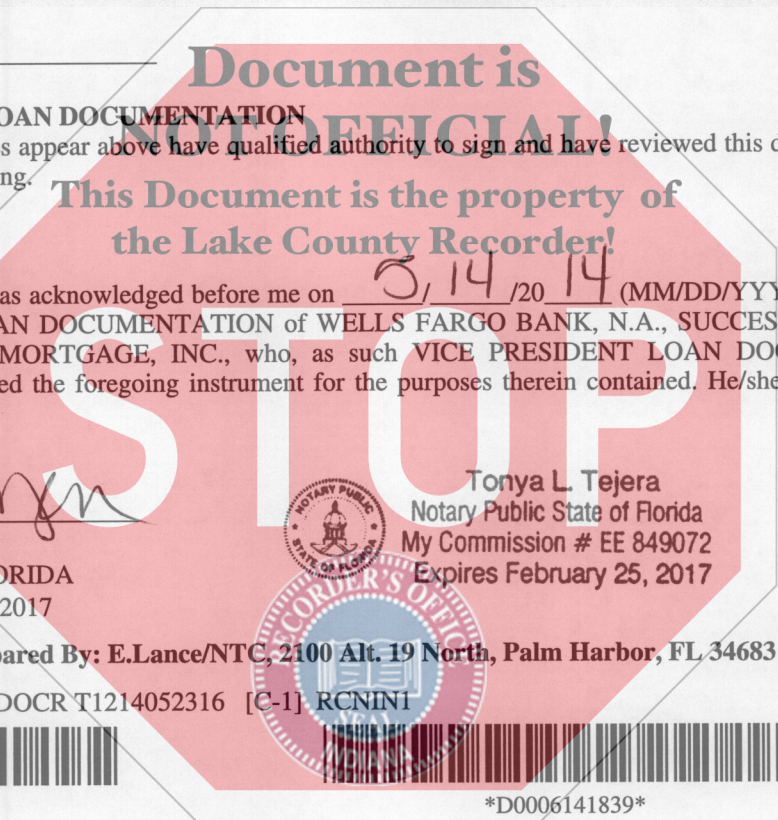 Document is
OAN DOCUMENTATION
NOT OFFICIAL!
s appear above have qualified authority to sign and have reviewed this
ng.
This Document is the property of
the Lake County Recorder!
as acknowledged before me on 5/ 14 /20 14 (MM/DD/YYY
AN DOCUMENTATION of WELLS FARGO BANK, N.A., SUCCES
MORTGAGE, INC., who, as such VICE PRESIDENT LOAN DO
ed the foregoing instrument for the purposes therein contained. He/she
STOP
NOTARY PUBLIC
STATE OF FLORIDA
Tonya L. Tejera
Notary Public State of Florida
My Commission # EE 849072
Expires February 25, 2017
ORIDA
2017
RECORDER'S OFFICE
SEAL
INDIANA
pared By: E.Lance/NTC, 2100 Alt. 19 North, Palm Harbor, FL 34683
DOCR T1214052316 [C-1] RCNIN1
*D0006141839*